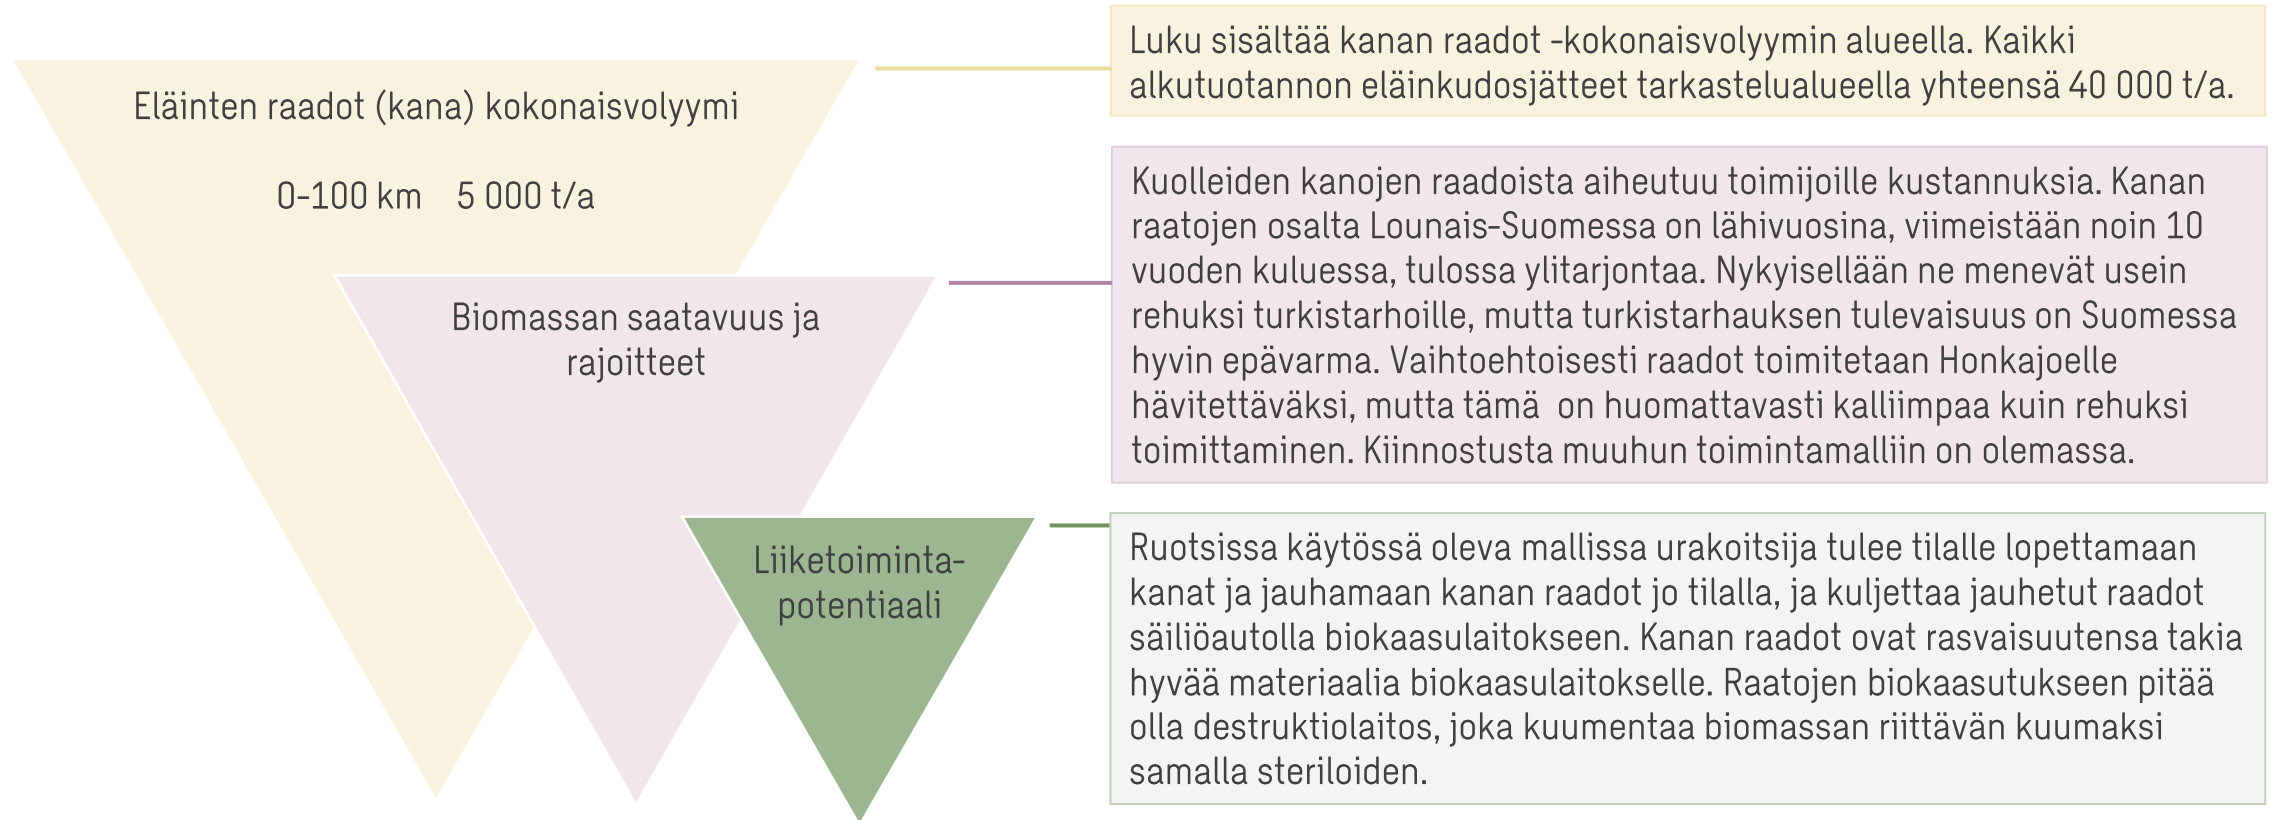 Eläinten raadot (kana) kokonaisvolyymi
0-100 km 5 000 t/a
Luku sisältää kanan raadot -kokonaisvolyymin alueella. Kaikki
alkutuotannon eläinkudosjätteet tarkastelualueella yhteensä 40 000 t/a.
Biomassan saatavuus ja
rajoitteet
Kuolleiden kanojen raadoista aiheutuu toimijoille kustannuksia. Kanan
raatojen osalta Lounais-Suomessa on lähivuosina, viimeistään noin 10
vuoden kuluessa, tulossa ylitarjontaa. Nykyisellään ne menevät usein
rehuksi turkistarhoille, mutta turkistarhauksen tulevaisuus on Suomessa
hyvin epävarma. Vaihtoehtoisesti raadot toimitetaan Honkajoelle
hävitettäväksi, mutta tämä  on huomattavasti kalliimpaa kuin rehuksi
toimittaminen. Kiinnostusta muuhun toimintamalliin on olemassa.
Liiketoiminta-
potentiaali
Ruotsissa käytössä oleva mallissa urakoitsija tulee tilalle lopettamaan
kanat ja jauhamaan kanan raadot jo tilalla, ja kuljettaa jauhetut raadot
säiliöautolla biokaasulaitokseen. Kanan raadot ovat rasvaisuutensa takia
hyvää materiaalia biokaasulaitokselle. Raatojen biokaasutukseen pitää
olla destruktiolaitos, joka kuumentaa biomassan riittävän kuumaksi
samalla steriloiden.